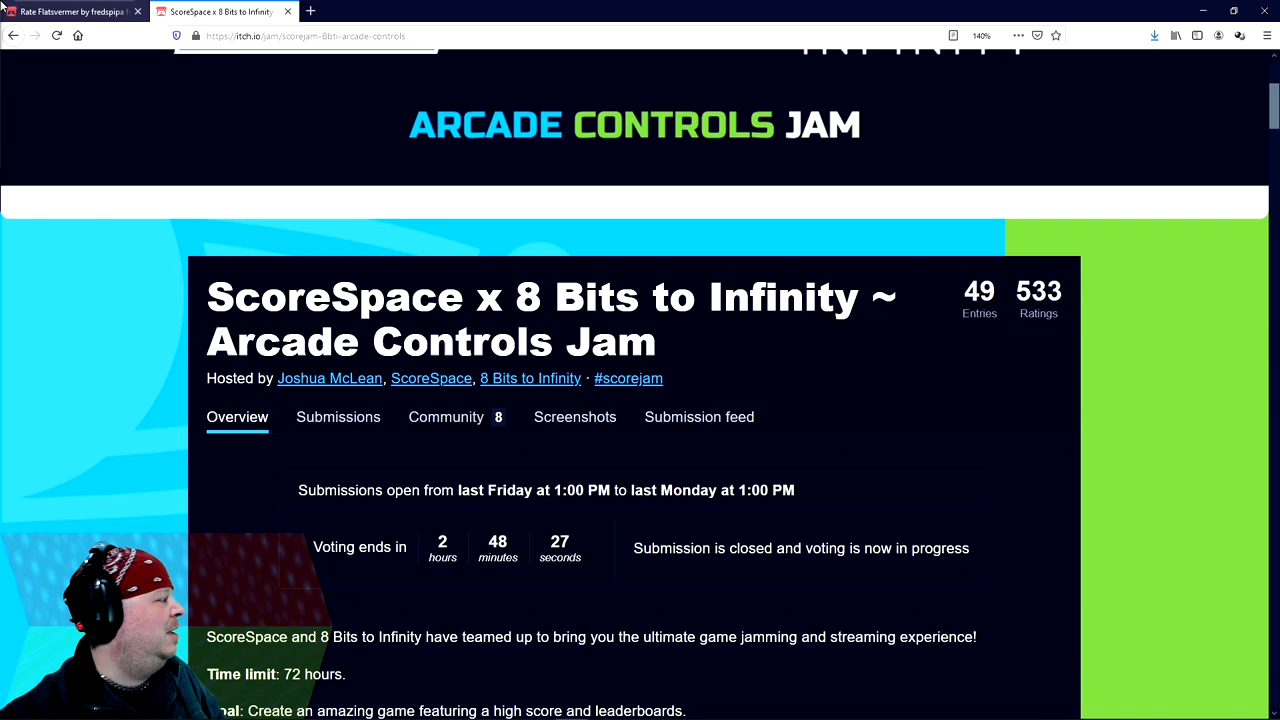 Rate Flatsvermer by fredspipa f
ScoreSpace x 8 Bits to Infinity
https://itch.io/jam/scorejam-8bti-arcade-controls
140%
ARCADE CONTROLS JAM
ScoreSpace x 8 Bits to Infinity ~
Arcade Controls Jam
49
Entries
533
Ratings
Hosted by Joshua McLean, ScoreSpace, 8 Bits to Infinity · #scorejam
Overview Submissions Community 8 Screenshots Submission feed
Submissions open from last Friday at 1:00 PM to last Monday at 1:00 PM
Voting ends in
2
hours
48
minutes
27
seconds
Submission is closed and voting is now in progress
ScoreSpace and 8 Bits to Infinity have teamed up to bring you the ultimate game jamming and streaming experience!
Time limit: 72 hours.
Create an amazing game featuring a high score and leaderboards.